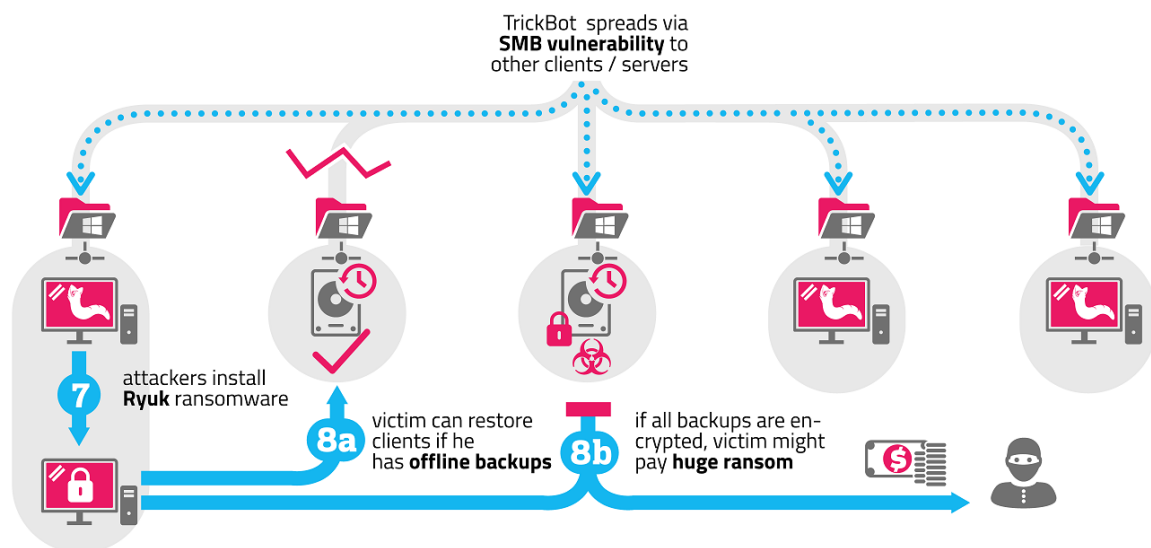 TrickBot spreads via
SMB vulnerability to
other clients / servers
7
attackers install
Ryuk ransomware
8a
victim can restore
clients if he
has offline backups
8b
if all backups are en-
crypted, victim might
pay huge ransom
$